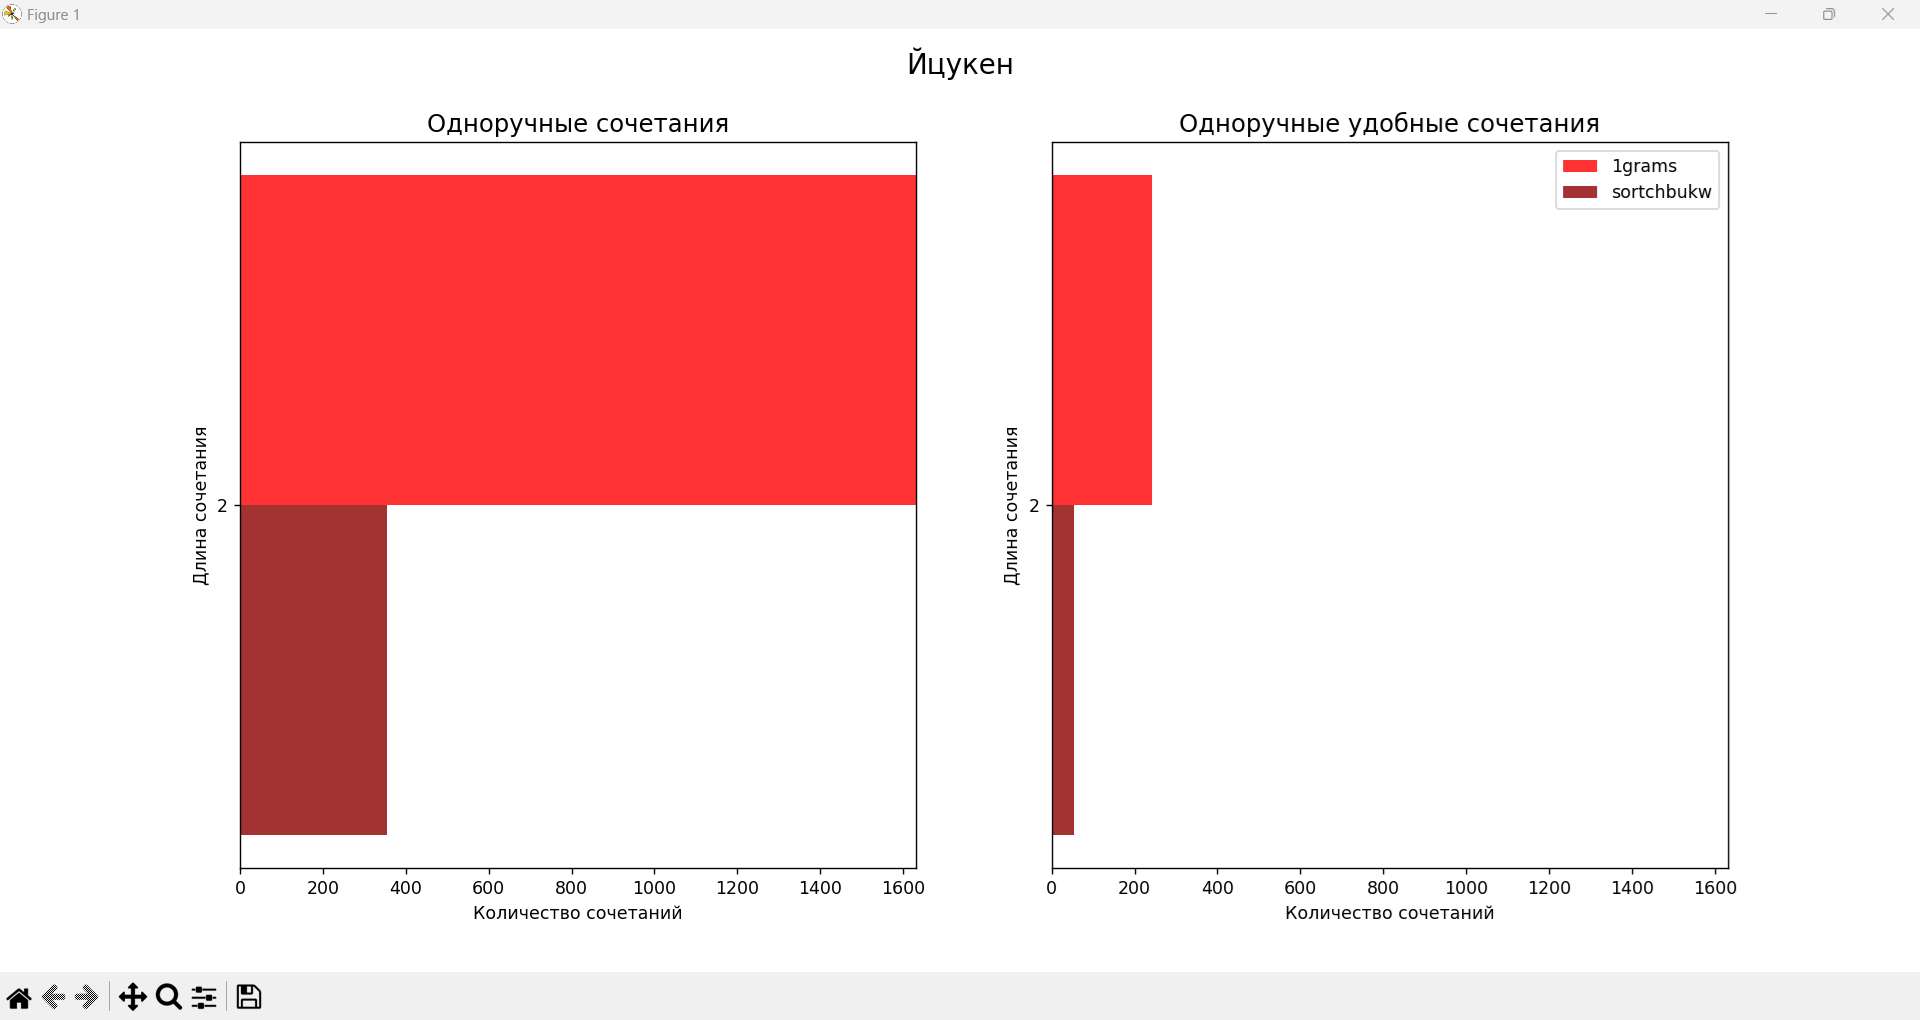 Figure 1
Йцукен
Одноручные сочетания
Длина сочетания
2
0 200 400 600 800 1000 1200 1400 1600
Количество сочетаний
Одноручные удобные сочетания
1grams
sortchbukw
Длина сочетания
2
0 200 400 600 800 1000 1200 1400 1600
Количество сочетаний